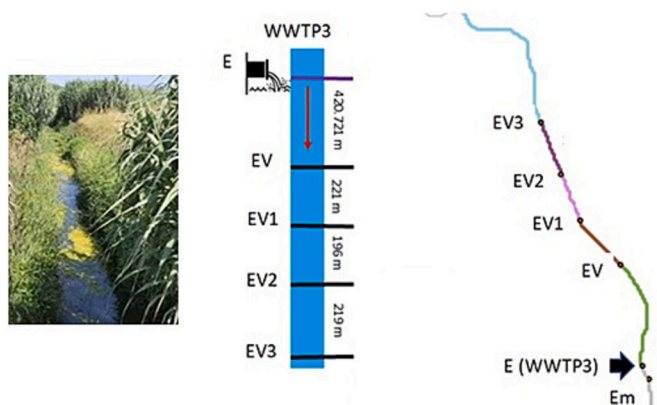 WWTP3
E
420.721 m
EV
221 m
EV1
196 m
EV2
219 m
EV3
EV3
EV2
EV1
EV
E (WWTP3)
Em